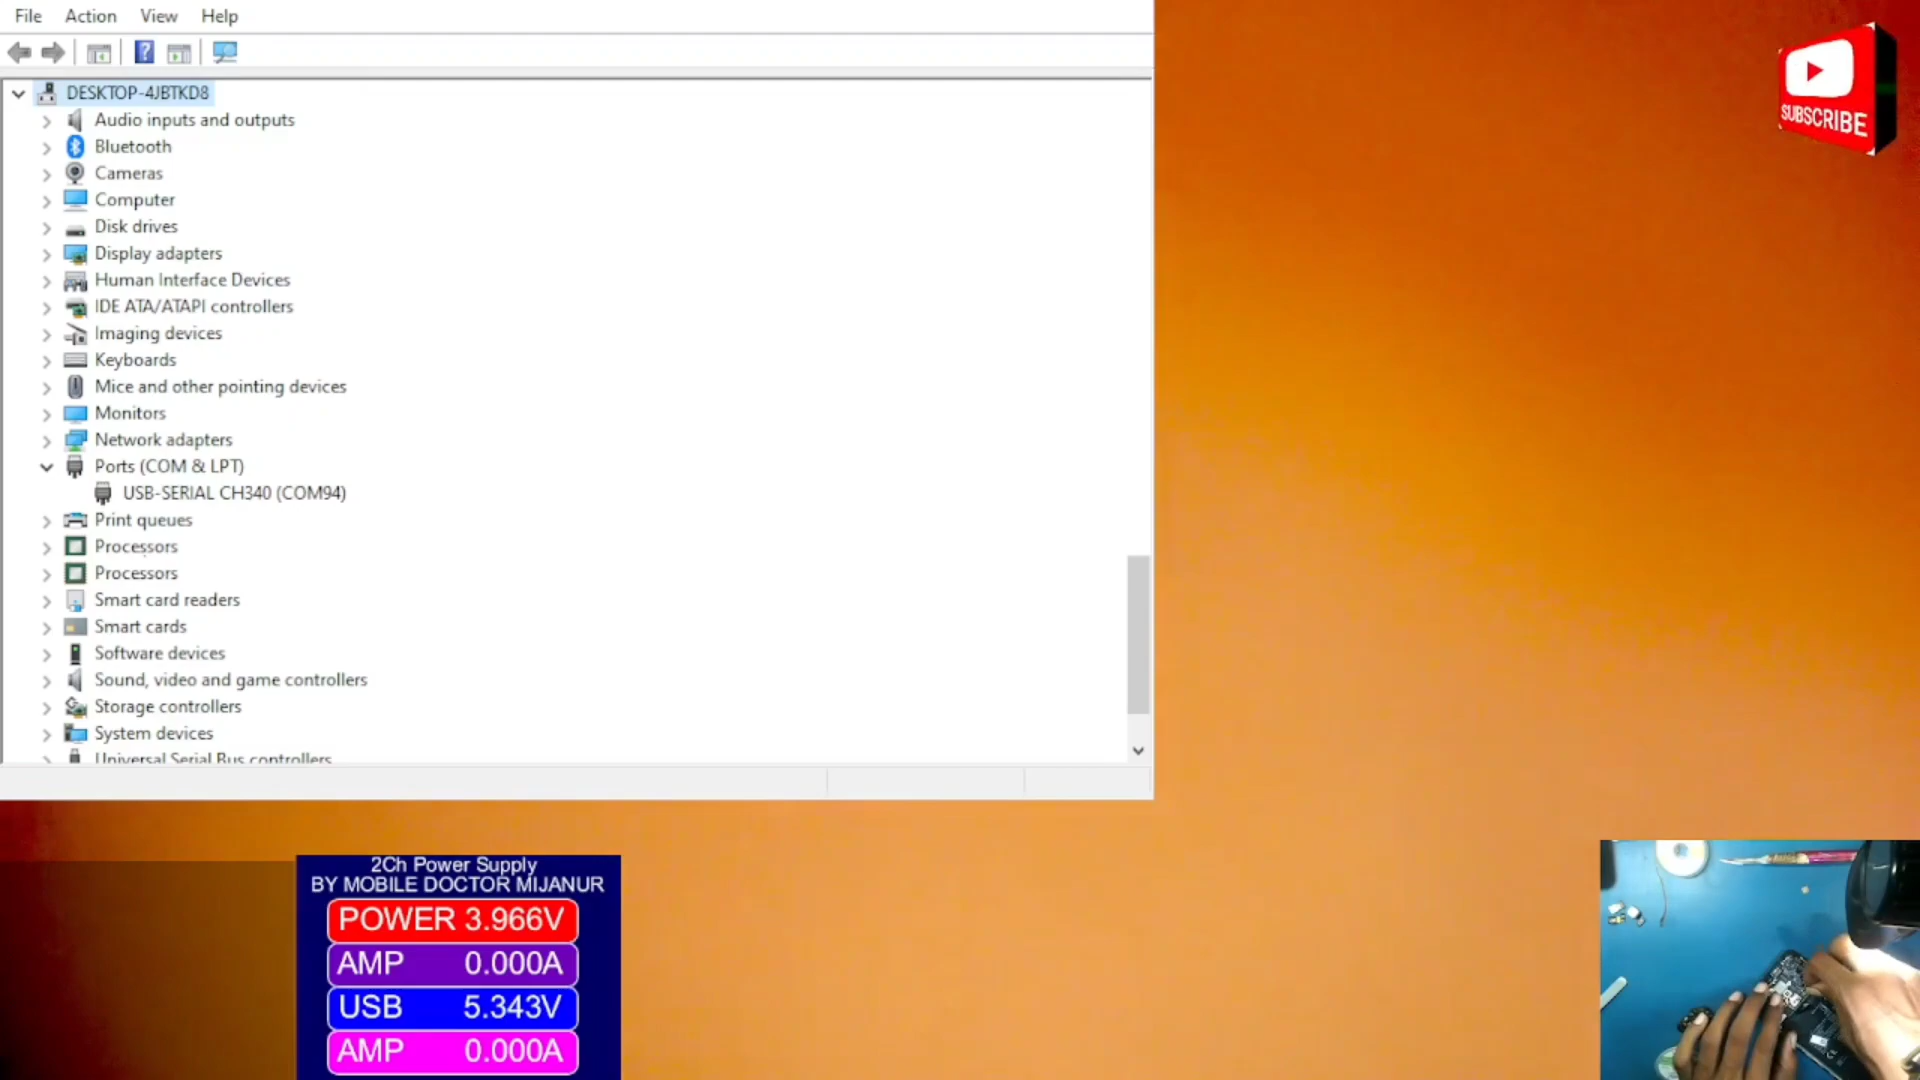 File Action View Help
DESKTOP-4JBTKD8
Audio inputs and outputs
Bluetooth
Cameras
Computer
Disk drives
Display adapters
Human Interface Devices
IDE ATA/ATAPI controllers
Imaging devices
Keyboards
Mice and other pointing devices
Monitors
Network adapters
Ports (COM & LPT)
USB-SERIAL CH340 (COM94)
Print queues
Processors
Processors
Smart card readers
Smart cards
Software devices
Sound, video and game controllers
Storage controllers
System devices
Universal Serial Bus controllers
SUBSCRIBE
2Ch Power Supply
BY MOBILE DOCTOR MIJANUR
POWER 3.966V
AMP 0.000A
USB 5.343V
AMP 0.000A